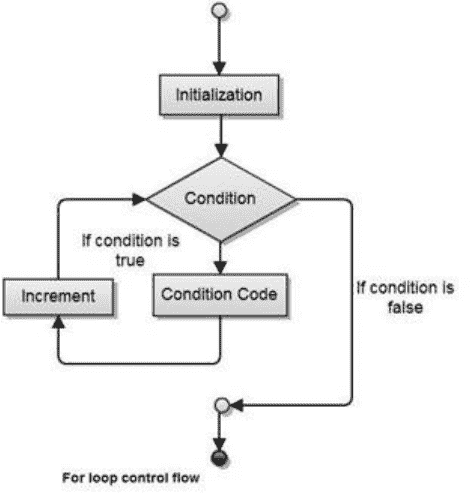 Initialization
Condition
If condition is
true
Increment
Condition Code
If condition is
false
For loop control flow